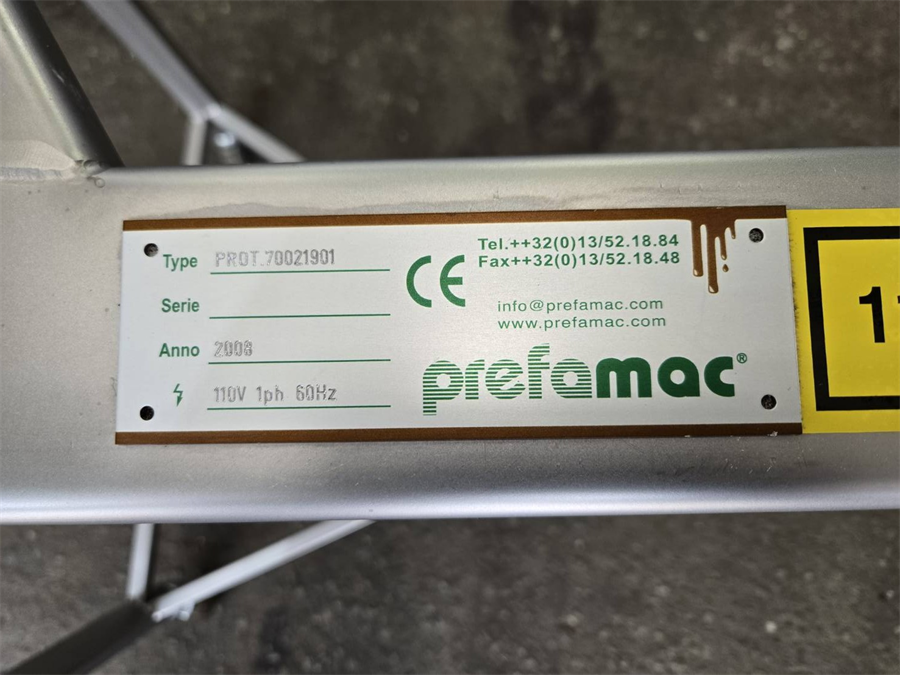 Type PROT.70021901
Serie
Anno 2008
110V 1ph 60Hz
CE
Tel.++32(0)13/52.18.84
Fax++32(0)13/52.18.48
info@prefamac.com
www.prefamac.com
prefamac®